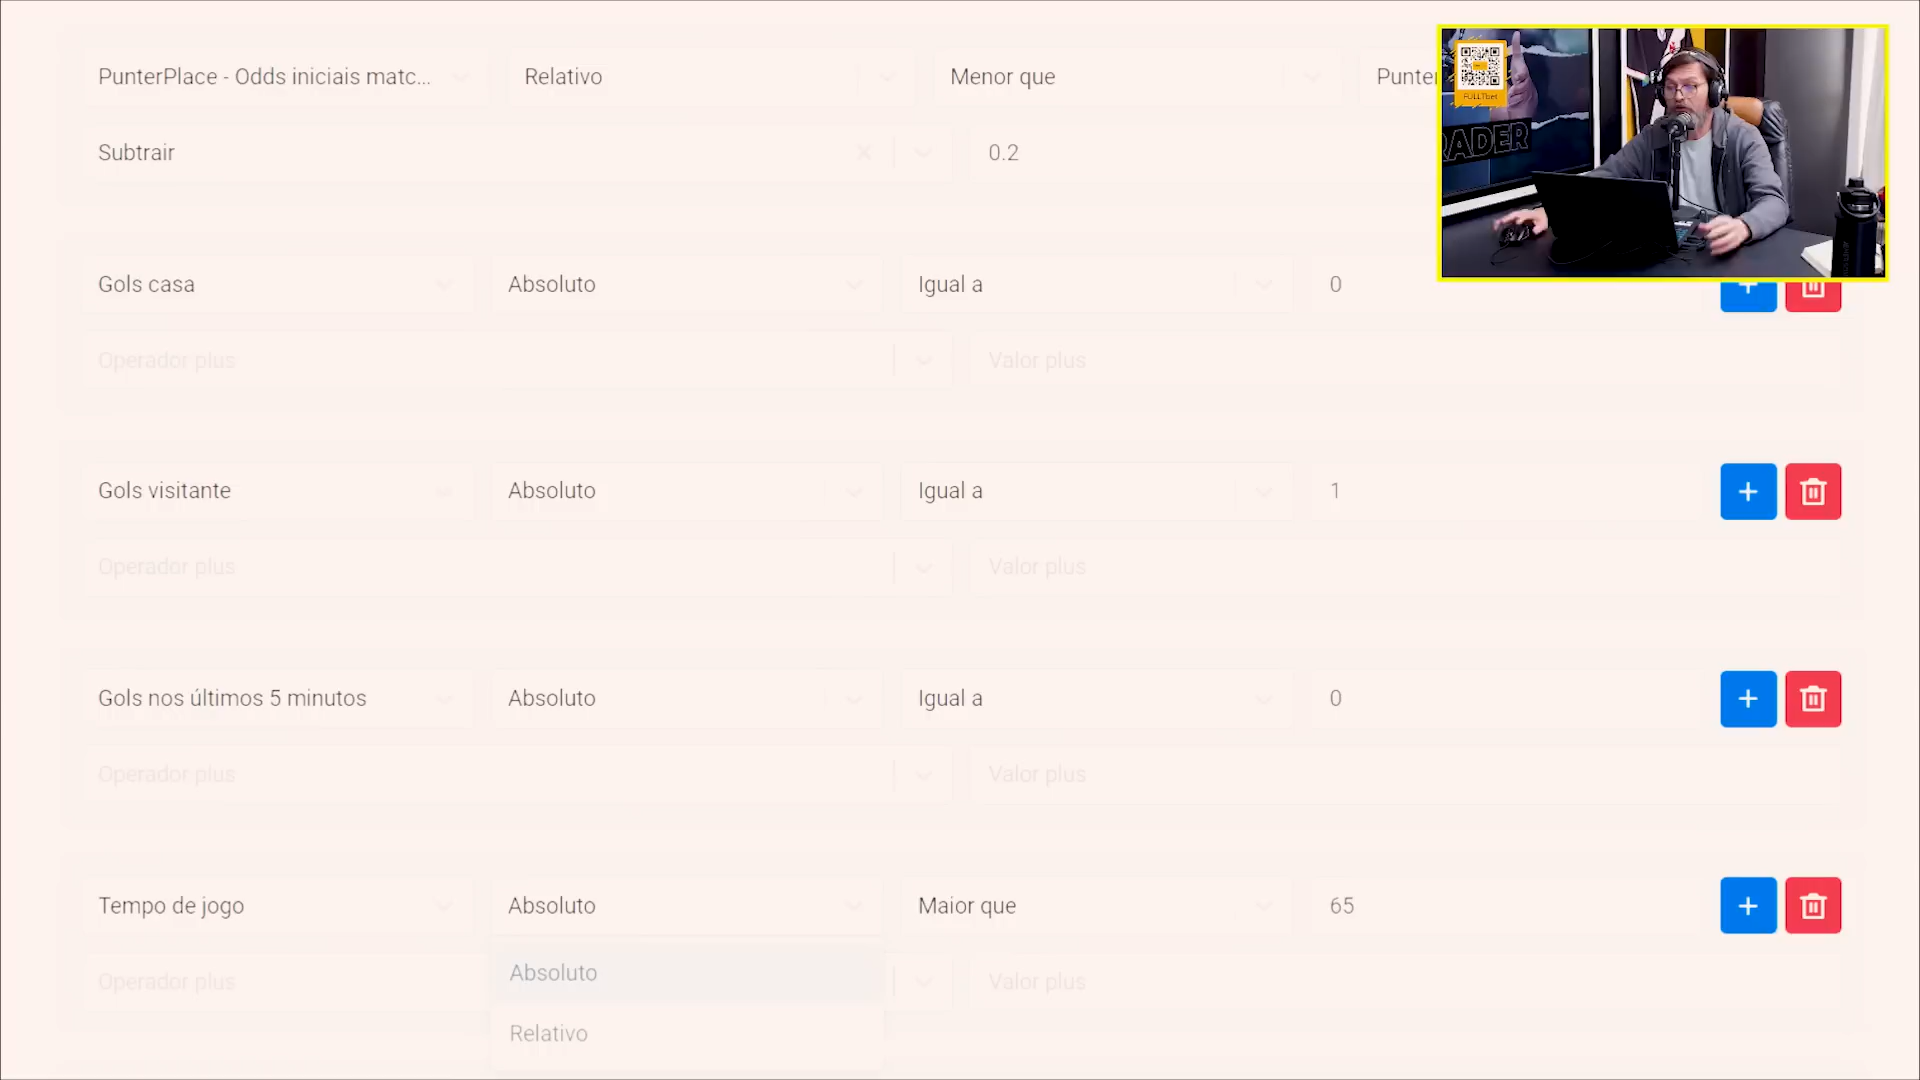 PunterPlace - Odds iniciais matc... Relativo Menor que Punter
Subtrair 0.2
Gols casa Absoluto Igual a 0
Operador plus Valor plus
Gols visitante Absoluto Igual a 1
Operador plus Valor plus
Gols nos últimos 5 minutos Absoluto Igual a 0
Operador plus Valor plus
Tempo de jogo Absoluto Maior que 65
Operador plus Absoluto Valor plus
Relativo
FULLTbet
RADER